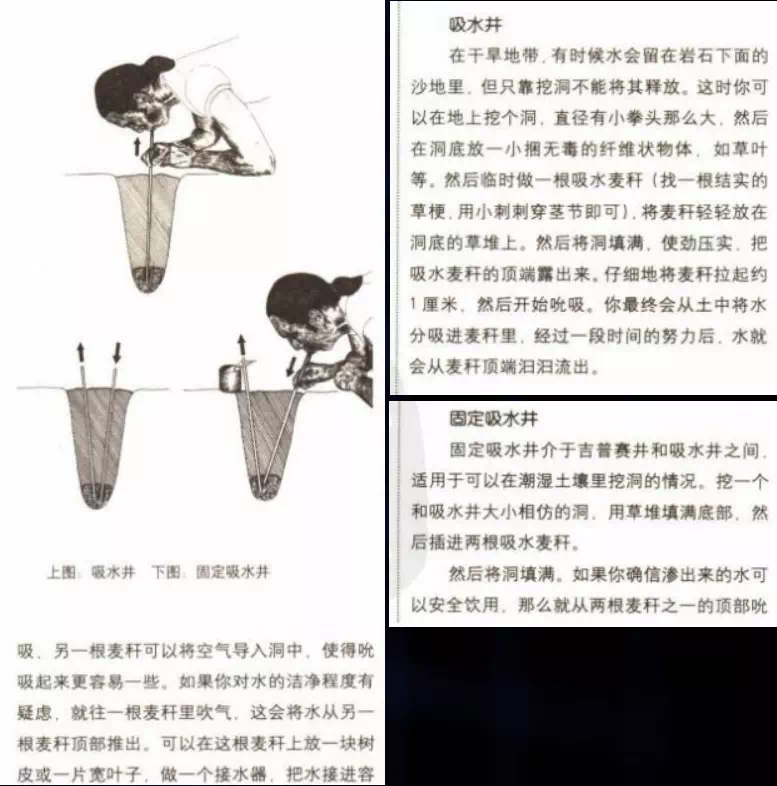 吸水井
在干旱地带，有时候水会留在岩石下面的
沙地里，但只靠挖洞不能将其释放。这时你可
以在地上挖个洞，直径有小拳头那么大，然后
在洞底放一小捆无毒的纤维状物体，如草叶
等。然后临时做一根吸水麦秆（找一根结实的
草梗，用小刺刺穿茎节即可），将麦秆轻轻放在
洞底的草堆上。然后将洞填满，使劲压实，把
吸水麦秆的顶端露出来。仔细地将麦秆拉起约
1厘米，然后开始吮吸。你最终会从土中将水
分吸进麦秆里，经过一段时间的努力后，水就
会从麦秆顶端汩汩流出。
固定吸水井
固定吸水井介于吉普赛井和吸水井之间，
适用于可以在潮湿土壤里挖洞的情况。挖一个
和吸水井大小相仿的洞，用草堆填满底部，然
后插进两根吸水麦秆。
然后将洞填满。如果你确信渗出来的水可
以安全饮用，那么就从两根麦秆之一的顶部吮
上图：吸水井 下图：固定吸水井
吸，另一根麦秆可以将空气导入洞中，使得吮
吸起来更容易一些。如果你对水的洁净程度有
疑虑，就往一根麦秆里吹气，这会将水从另一
根麦秆顶部推出。可以在这根麦秆上放一块树
皮或一片宽叶子，做一个接水器，把水接进容